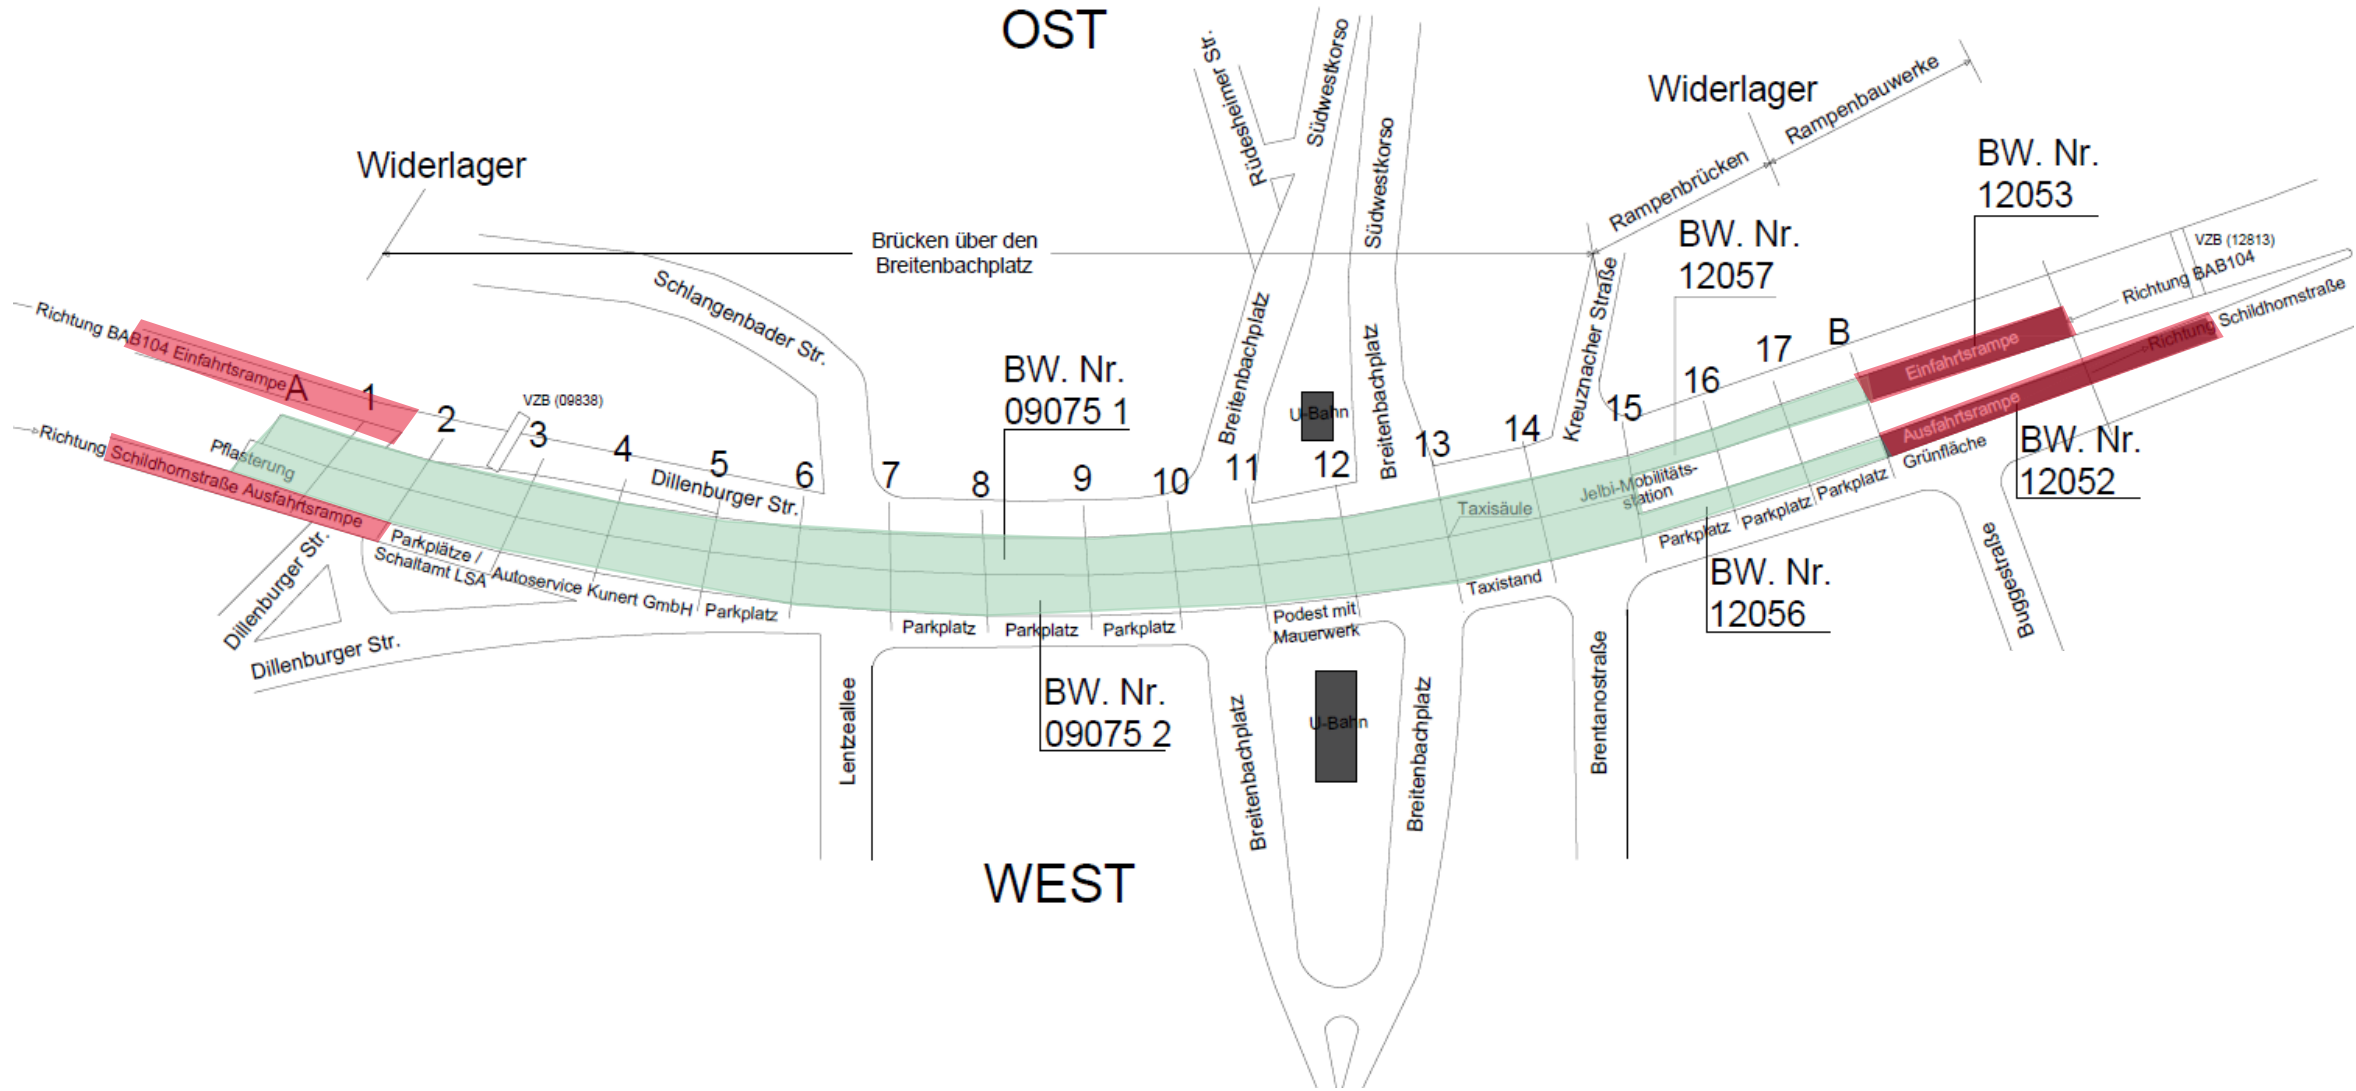 OST
Rüdesheimer Str.
Südwestkorso
Südwestkorso
Widerlager
Rampenbauwerke
Rampenbrücken
BW. Nr.
12053
Widerlager
Brücken über den
Breitenbachplatz
BW. Nr.
12057
VZB (12813)
Richtung BAB104
Richtung Schildhornstraße
Schlangenbader Str.
Kreuznacher Straße
Breitenbachplatz
Breitenbachplatz
Richtung BAB104 Einfahrtsrampe
Richtung Schildhornstraße Ausfahrtsrampe
Pflasterung
VZB (09838)
BW. Nr.
09075 1
U-Bahn
A
1
2
3
4
5
6
7
8
9
10
11
12
13
14
15
16
17
B
Einfahrtsrampe
Ausfahrtsrampe
Grünfläche
BW. Nr.
12052
Dillenburger Str.
Taxisäule
Jelbi-Mobilitäts-
station
Parkplatz
Parkplatz
Parkplatz
Dillenburger Str.
Dillenburger Str.
Parkplätze /
Schaltamt LSA
Autoservice Kunert GmbH
Parkplatz
Parkplatz
Parkplatz
Parkplatz
Podest mit
Mauerwerk
Taxistand
BW. Nr.
12056
Buggestraße
BW. Nr.
09075 2
Lentzeallee
Breitenbachplatz
U-Bahn
Breitenbachplatz
Brentanostraße
WEST